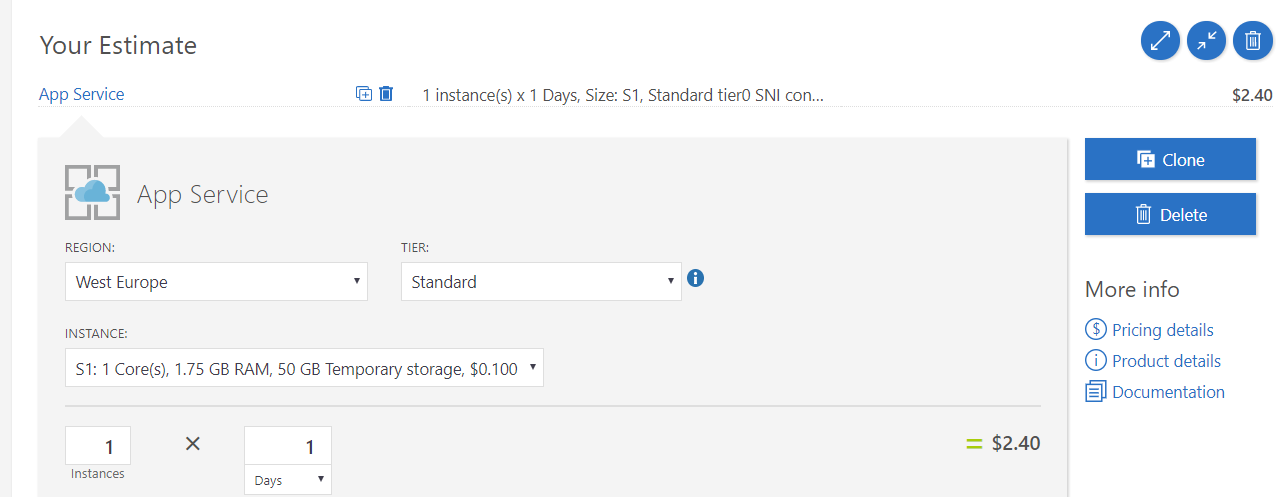 Your Estimate
App Service 1 instance(s) x 1 Days, Size: S1, Standard tier0 SNI con... $2.40
Clone
App Service
Delete
REGION: TIER:
West Europe Standard
More info
INSTANCE:
Pricing details
S1: 1 Core(s), 1.75 GB RAM, 50 GB Temporary storage, $0.100
Product details
Documentation
1 × 1 = $2.40
Instances Days